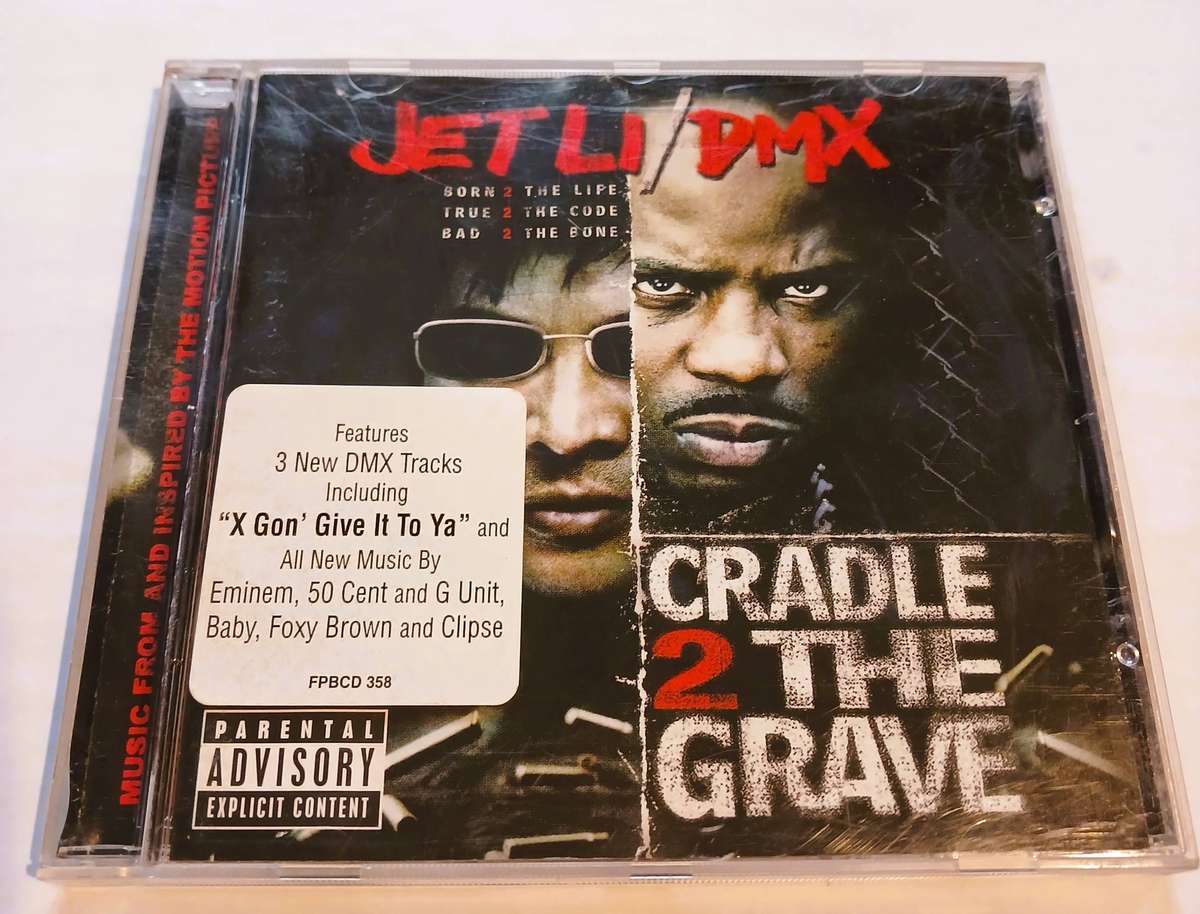 JET LI/DMX
BORN 2 THE LIFE
TRUE 2 THE CODE
BAD 2 THE BONE
MUSIC FROM AND INSPIRED BY THE MOTION PICTURE
Features
3 New DMX Tracks
Including
“X Gon’ Give It To Ya” and
All New Music By
Eminem, 50 Cent and G Unit,
Baby, Foxy Brown and Clipse
FPBCD 358
CRADLE
2 THE
GRAVE
PARENTAL
ADVISORY
EXPLICIT CONTENT